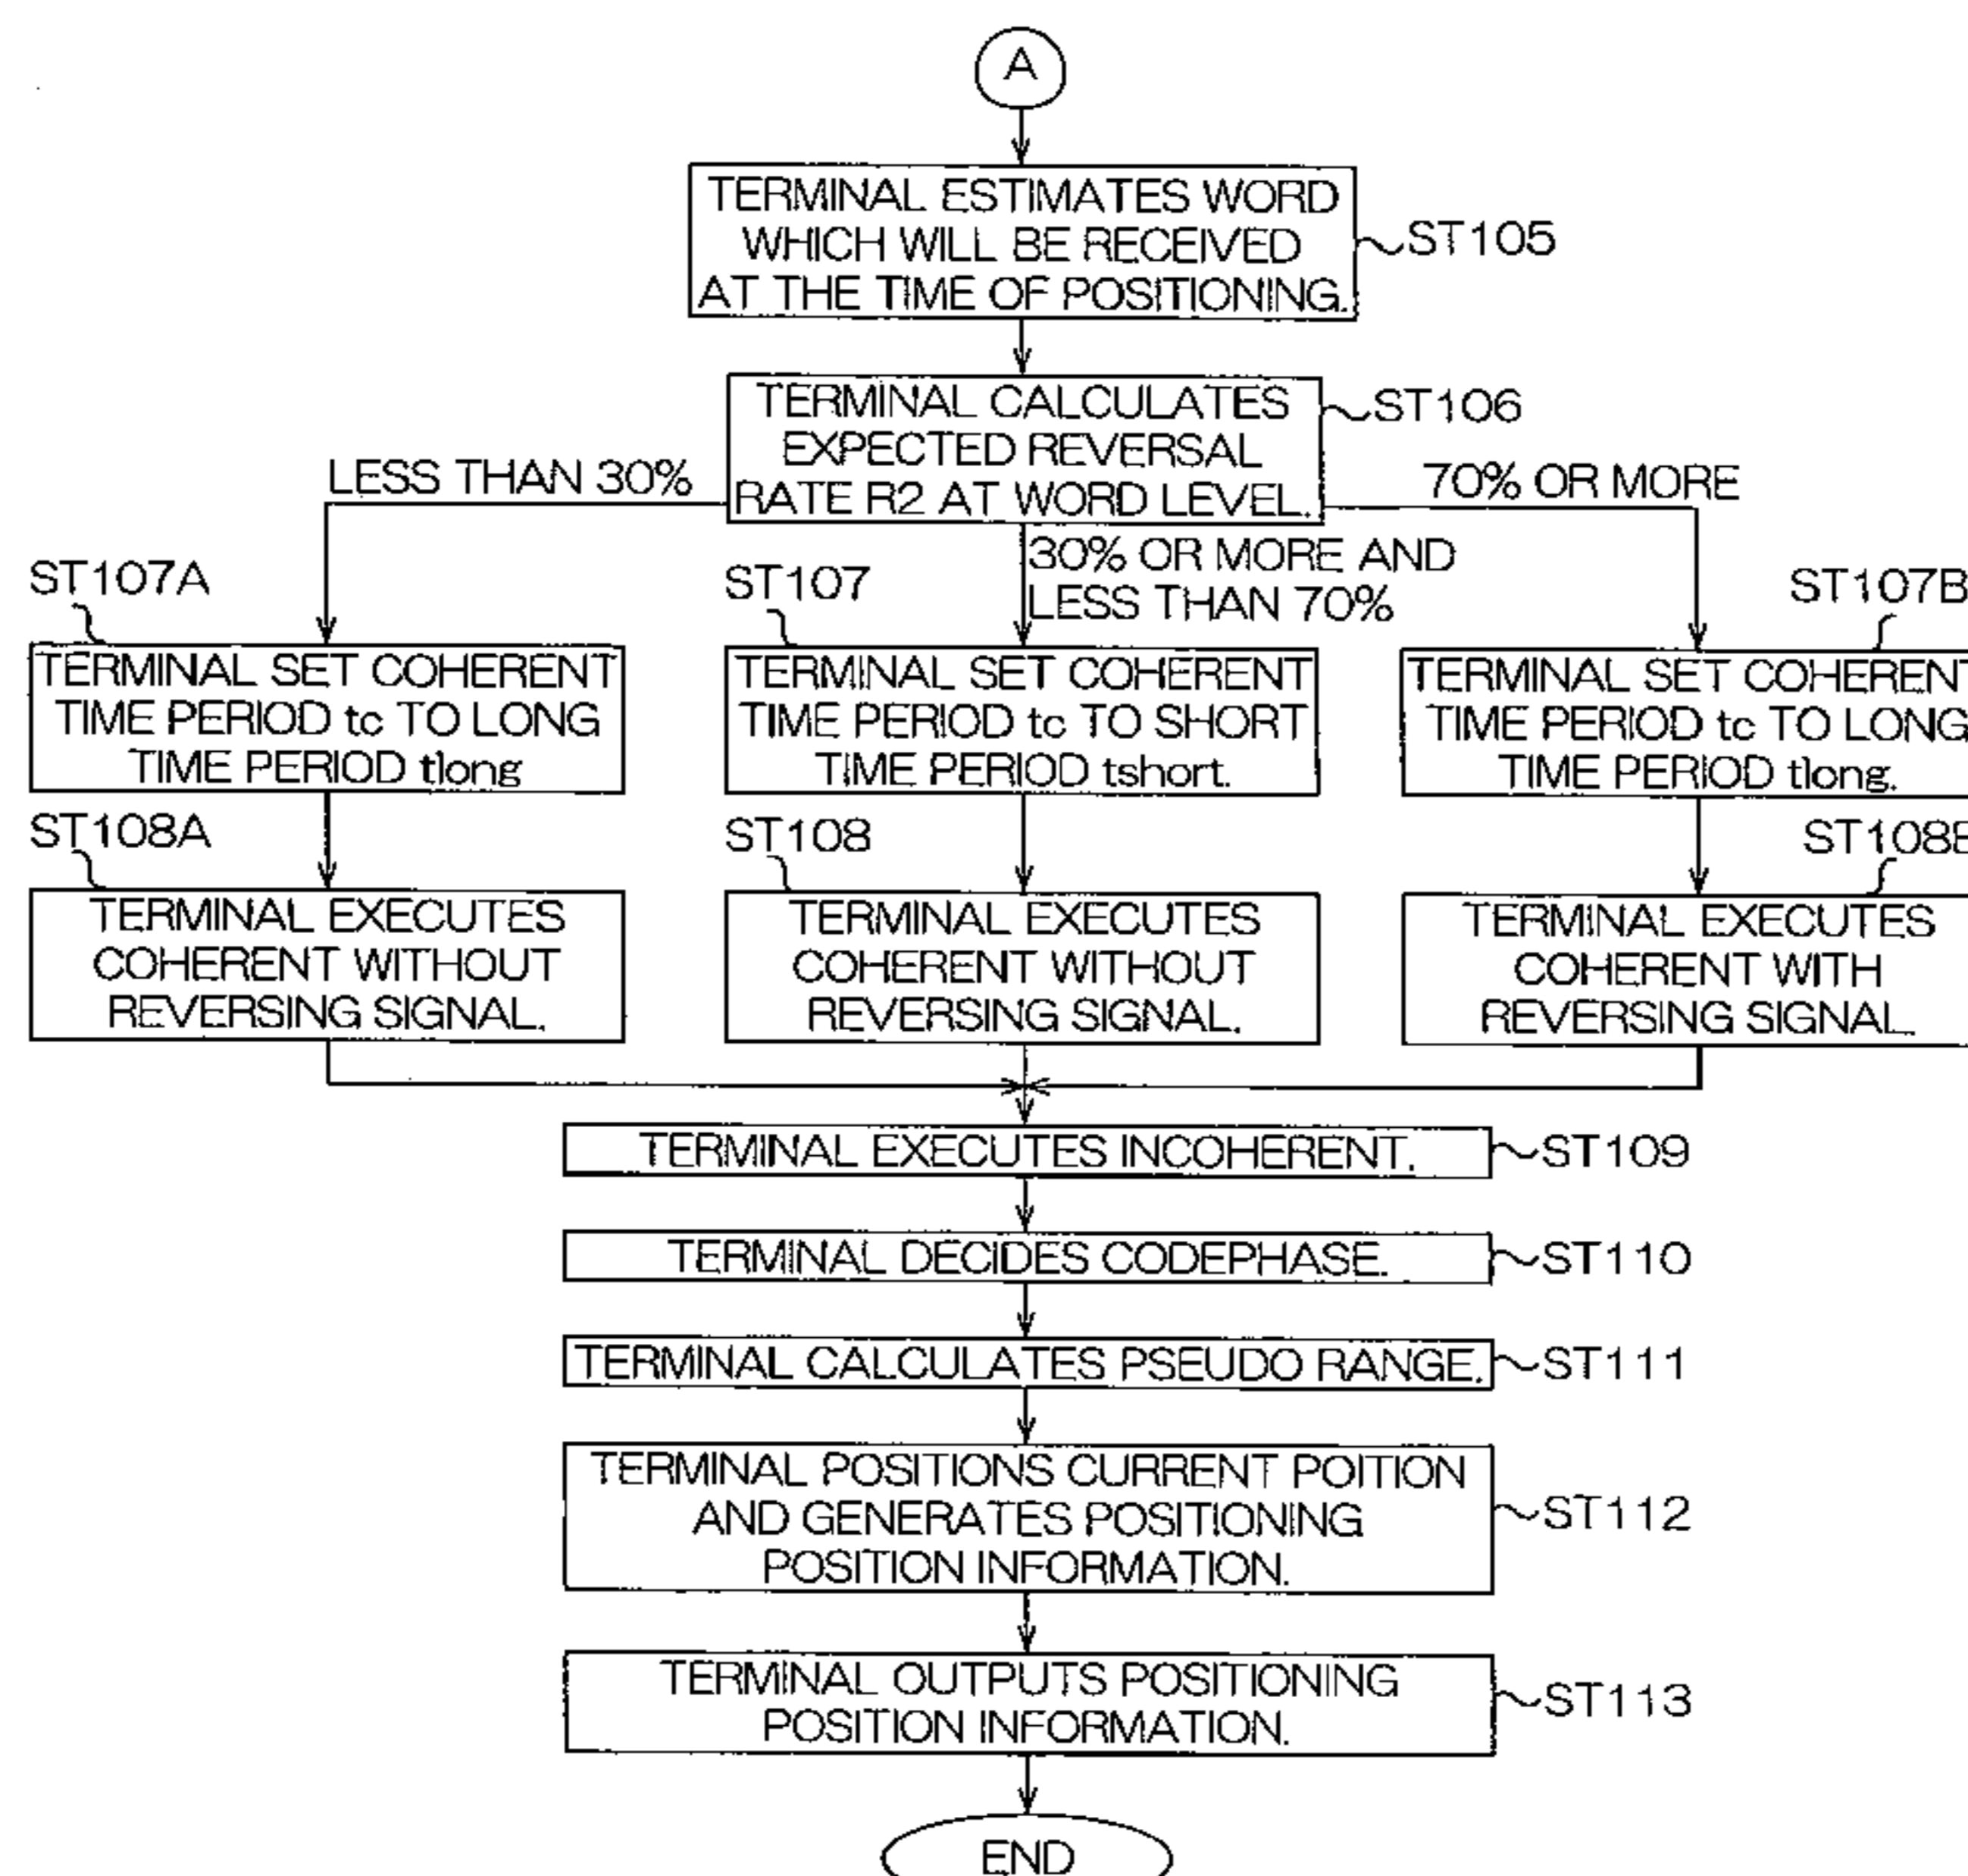 A
TERMINAL ESTIMATES WORD
WHICH WILL BE RECEIVED
AT THE TIME OF POSITIONING.
ST105
TERMINAL CALCULATES
EXPECTED REVERSAL
RATE R2 AT WORD LEVEL.
ST106
LESS THAN 30%
70% OR MORE
30% OR MORE AND
LESS THAN 70%
ST107A
TERMINAL SET COHERENT
TIME PERIOD tc TO LONG
TIME PERIOD tlong
ST107
TERMINAL SET COHERENT
TIME PERIOD tc TO SHORT
TIME PERIOD tshort.
ST107B
TERMINAL SET COHERENT
TIME PERIOD tc TO LONG
TIME PERIOD tlong.
ST108A
TERMINAL EXECUTES
COHERENT WITHOUT
REVERSING SIGNAL.
ST108
TERMINAL EXECUTES
COHERENT WITHOUT
REVERSING SIGNAL.
ST108B
TERMINAL EXECUTES
COHERENT WITH
REVERSING SIGNAL.
TERMINAL EXECUTES INCOHERENT.
ST109
TERMINAL DECIDES CODEPHASE.
ST110
TERMINAL CALCULATES PSEUDO RANGE.
ST111
TERMINAL POSITIONS CURRENT POITION
AND GENERATES POSITIONING
POSITION INFORMATION.
ST112
TERMINAL OUTPUTS POSITIONING
POSITION INFORMATION.
ST113
END